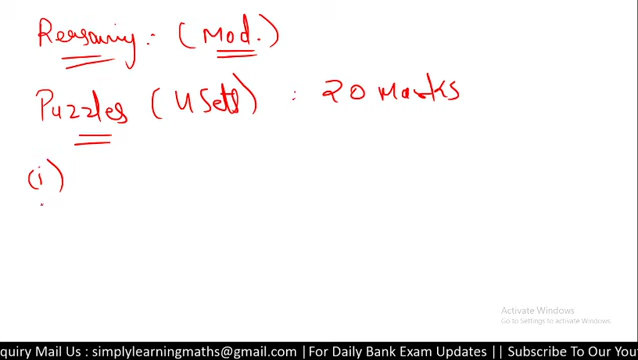 Reasoning : (Mod.)
Puzzles (4 Sets) : 20 Marks
(i)
Activate Windows
Go to Settings to activate Windows.
quiry Mail Us : simplylearningmaths@gmail.com |For Daily Bank Exam Updates || Subscribe To Our You